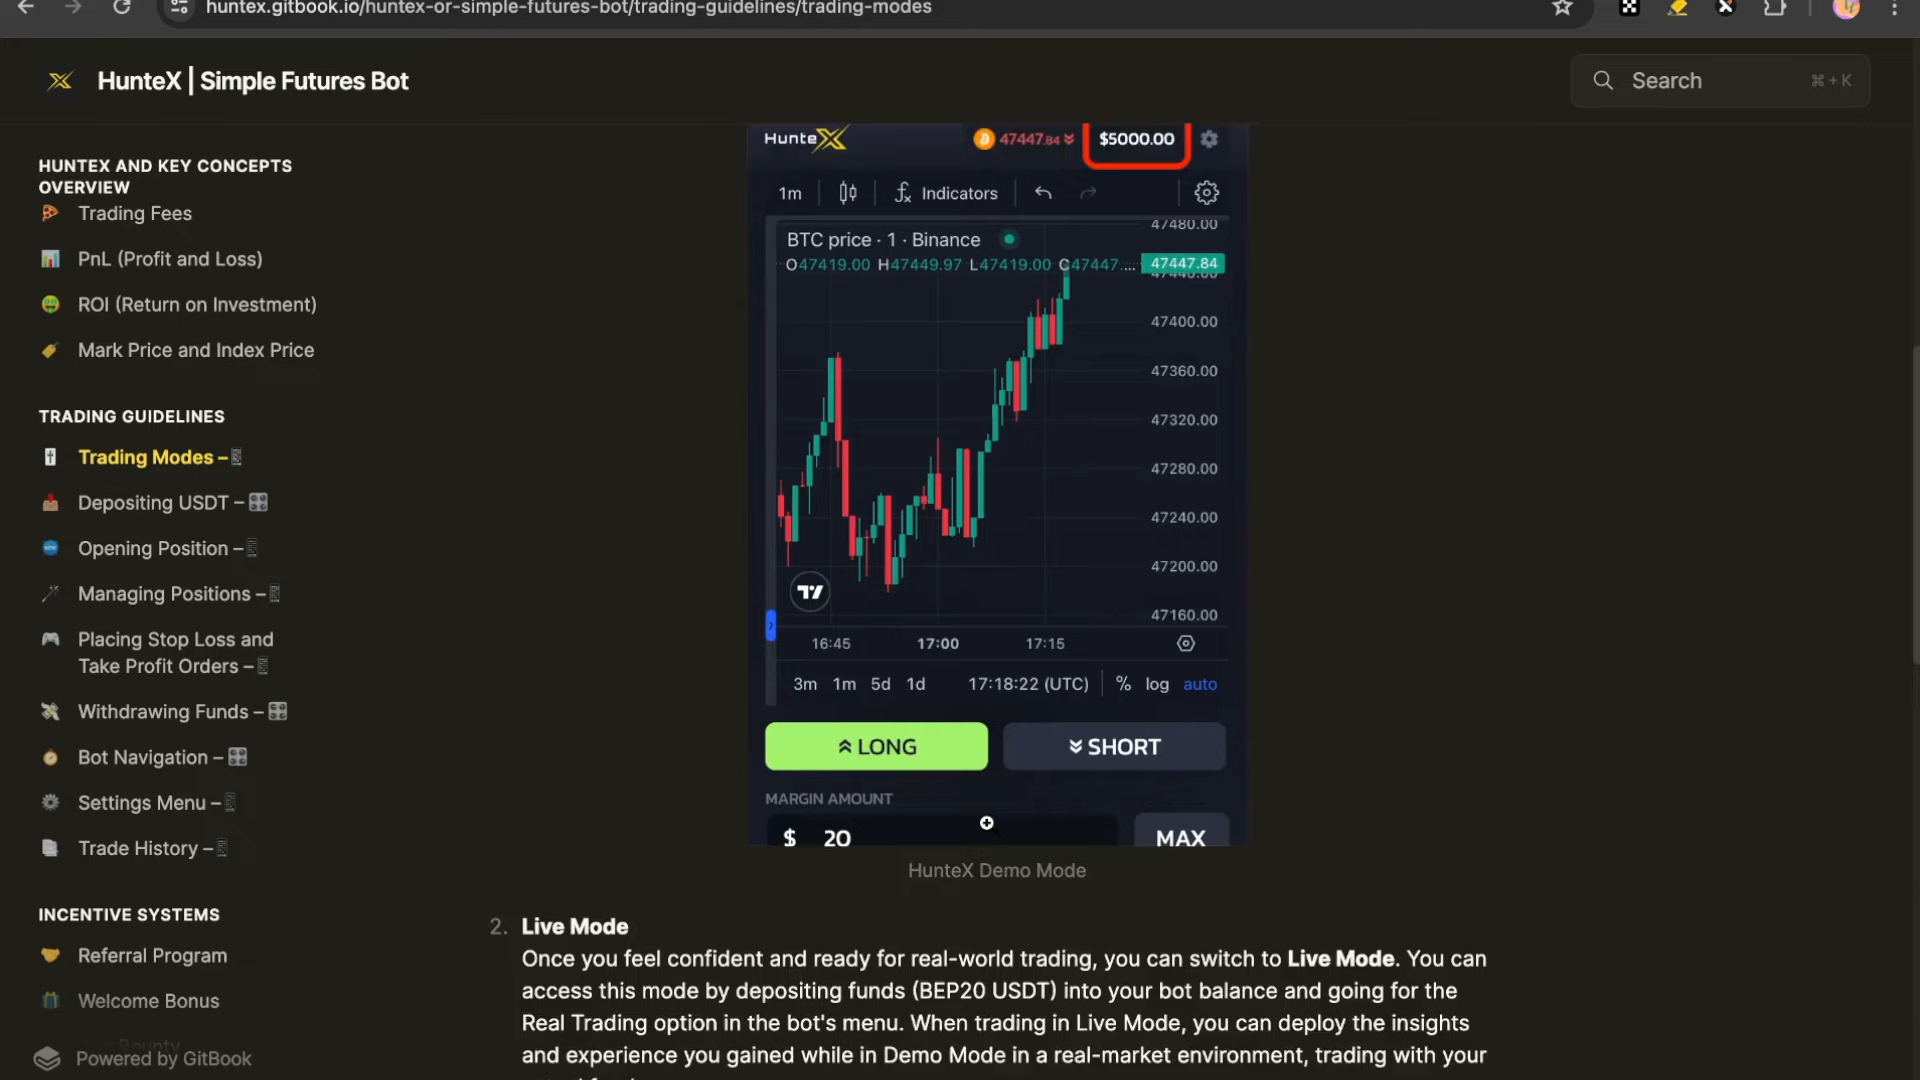 huntex.gitbook.io/huntex-or-simple-futures-bot/trading-guidelines/trading-modes
HunteX | Simple Futures Bot
Search
⌘+K
HUNTEX AND KEY CONCEPTS
OVERVIEW
Trading Fees
PnL (Profit and Loss)
ROI (Return on Investment)
Mark Price and Index Price
TRADING GUIDELINES
Trading Modes –
Depositing USDT –
Opening Position –
Managing Positions –
Placing Stop Loss and
Take Profit Orders –
Withdrawing Funds –
Bot Navigation –
Settings Menu –
Trade History –
INCENTIVE SYSTEMS
Referral Program
Welcome Bonus
Powered by GitBook
HunteX
47447.84
$5000.00
1m
Indicators
BTC price · 1 · Binance
O47419.00 H47449.97 L47419.00 C47447....
47480.00
47447.84
47400.00
47360.00
47320.00
47280.00
47240.00
47200.00
47160.00
16:45
17:00
17:15
3m 1m 5d 1d
17:18:22 (UTC)
% log auto
LONG
SHORT
MARGIN AMOUNT
$ 20
MAX
HunteX Demo Mode
2. Live Mode
Once you feel confident and ready for real-world trading, you can switch to Live Mode. You can
access this mode by depositing funds (BEP20 USDT) into your bot balance and going for the
Real Trading option in the bot's menu. When trading in Live Mode, you can deploy the insights
and experience you gained while in Demo Mode in a real-market environment, trading with your